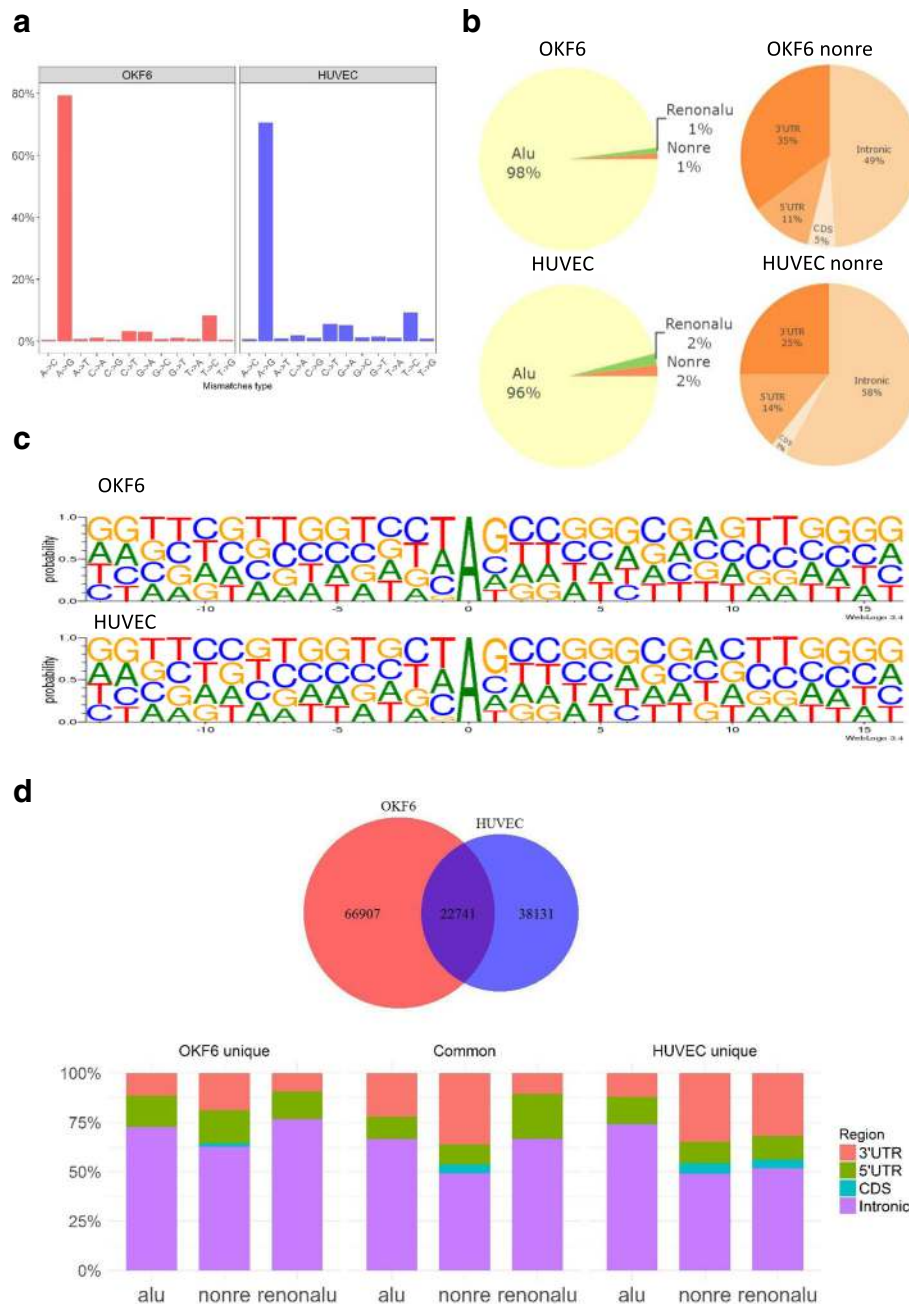 a
OKF6
HUVEC
80%
60%
40%
20%
0%
A->C
A->G
A->T
C->A
C->G
C->T
G->A
G->C
G->T
T->A
T->C
T->G
A->C
A->G
A->T
C->A
C->G
C->T
G->A
G->C
G->T
T->A
T->C
T->G
Mismatches type
b
OKF6
OKF6 nonre
Alu
98%
Renonalu
1%
Nonre
1%
3'UTR
35%
Intronic
49%
5'UTR
11%
CDS
5%
HUVEC
HUVEC nonre
Alu
96%
Renonalu
2%
Nonre
2%
3'UTR
25%
Intronic
58%
5'UTR
14%
CDS
c
OKF6
probability
1.0
0.5
0.0
-10
-5
0
5
10
15
WebLogo 3.4
HUVEC
probability
1.0
0.5
0.0
-10
-5
0
5
10
15
WebLogo 3.4
d
OKF6
HUVEC
66907
22741
38131
OKF6 unique
Common
HUVEC unique
100%
75%
50%
25%
0%
alu
nonre
renonalu
alu
nonre
renonalu
alu
nonre
renonalu
Region
3'UTR
5'UTR
CDS
Intronic